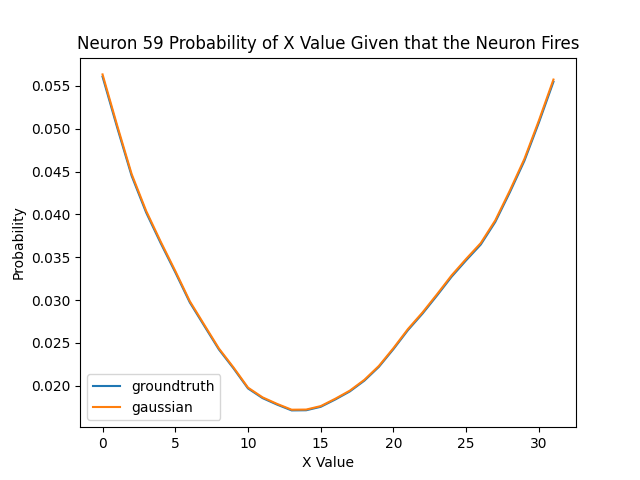 Neuron 59 Probability of X Value Given that the Neuron Fires
0.055
0.050
0.045
0.040
0.035
0.030
0.025
0.020
Probability
groundtruth
gaussian
0 5 10 15 20 25 30
X Value